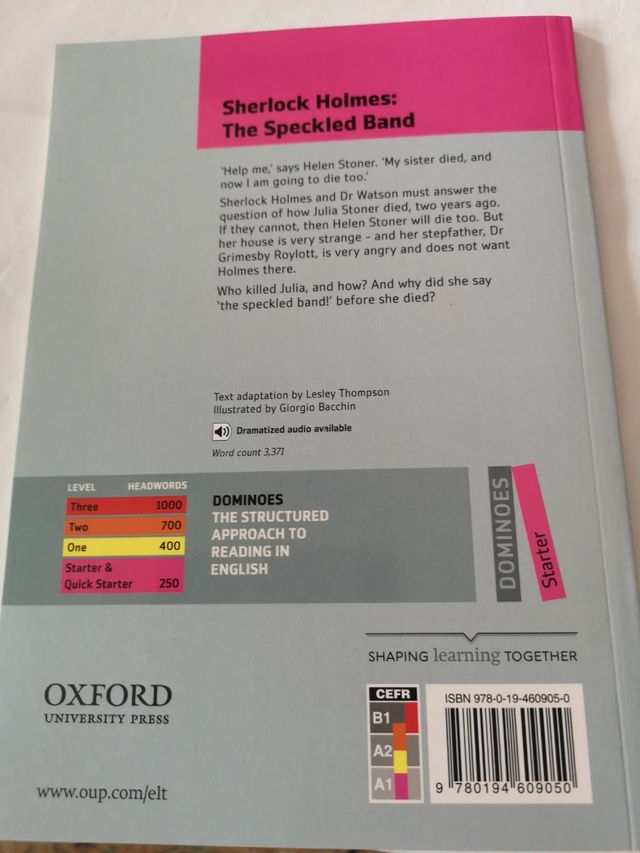 Sherlock Holmes:
The Speckled Band
'Help me,' says Helen Stoner. 'My sister died, and
now I am going to die too.'
Sherlock Holmes and Dr Watson must answer the
question of how Julia Stoner died, two years ago.
If they cannot, then Helen Stoner will die too. But
her house is very strange – and her stepfather, Dr
Grimesby Roylott, is very angry and does not want
Holmes there.
Who killed Julia, and how? And why did she say
'the speckled band!' before she died?
Text adaptation by Lesley Thompson
Illustrated by Giorgio Bacchin
Dramatized audio available
Word count 3,371
LEVEL HEADWORDS
Three 1000
Two 700
One 400
Starter &
Quick Starter 250
DOMINOES
THE STRUCTURED
APPROACH TO
READING IN
ENGLISH
DOMINOES
Starter
SHAPING learning TOGETHER
OXFORD
UNIVERSITY PRESS
www.oup.com/elt
CEFR
B1
A2
A1
ISBN 978-0-19-460905-0
9 780194 609050